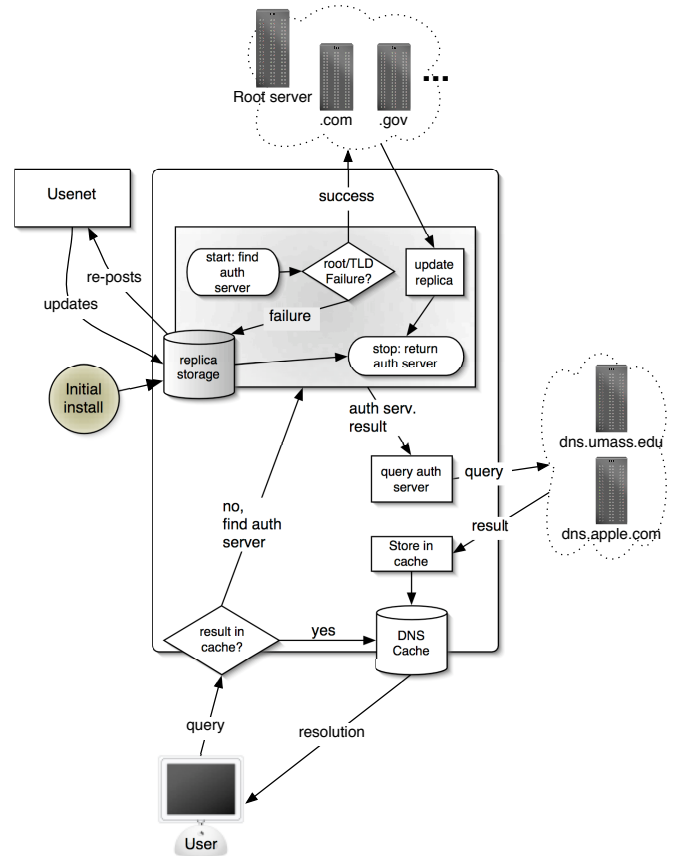 Root server
.com
.gov
...
success
Usenet
re-posts
updates
start: find
auth
server
root/TLD
Failure?
update
replica
failure
replica
storage
stop: return
auth server
Initial
install
auth serv.
result
query auth
server
query
dns.umass.edu
dns.apple.com
result
Store in
cache
no,
find auth
server
result in
cache?
yes
DNS
Cache
query
resolution
User